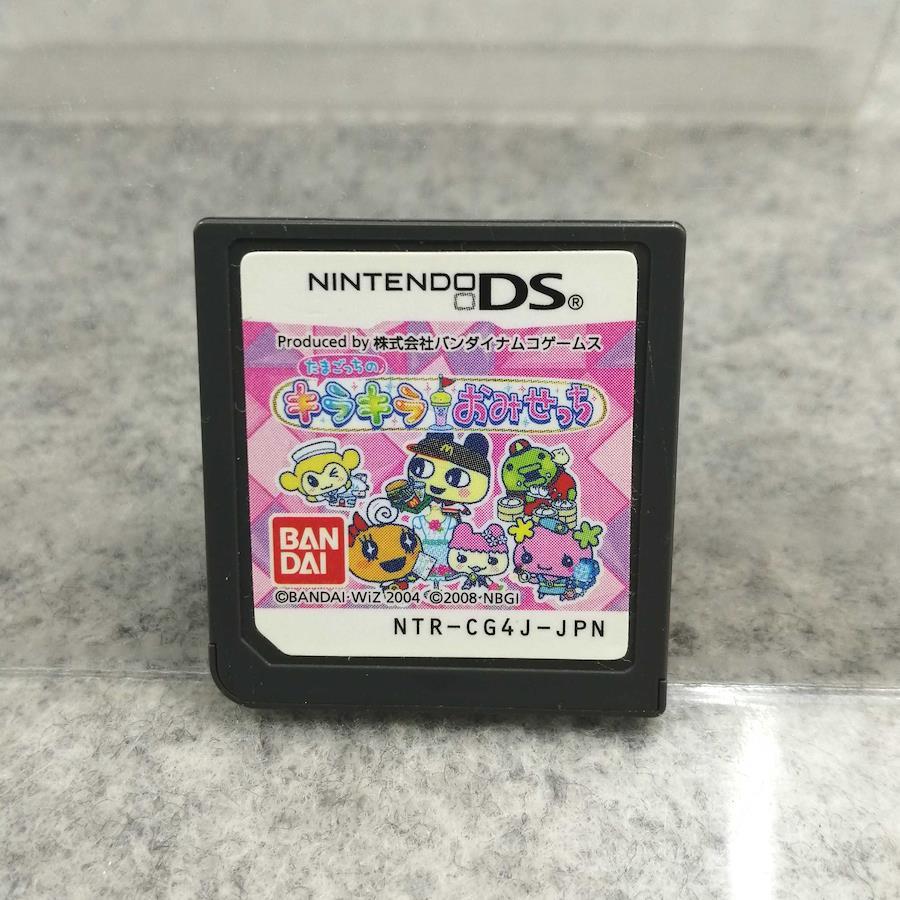 NINTENDO DS®
Produced by 株式会社バンダイナムコゲームス
たまごっちの
キラキラおみせっち
M
BAN
DAI
©BANDAI・WiZ 2004 ©2008 NBGI
NTR-CG4J-JPN